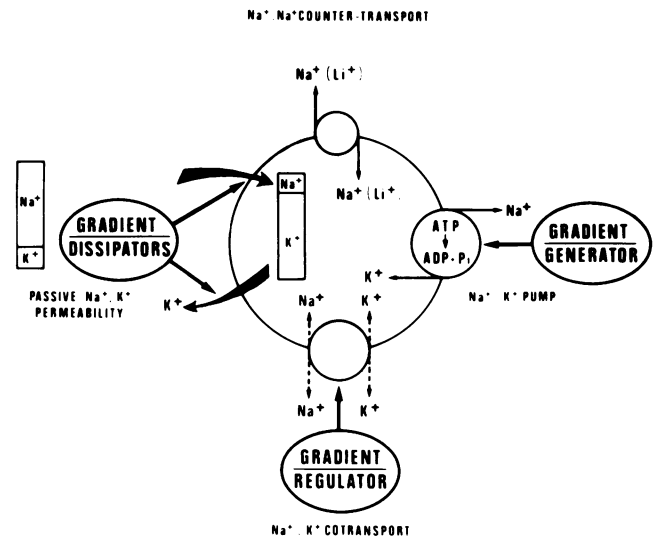 Na⁺.Na⁺COUNTER-TRANSPORT
Na⁺(Li⁺)
Na⁺(Li⁺)
Na⁺
K⁺
Na⁺
K⁺
GRADIENT
DISSIPATORS
PASSIVE Na⁺.K⁺
PERMEABILITY
K⁺
ATP
ADP+Pi
Na⁺
K⁺
GRADIENT
GENERATOR
Na⁺ K⁺ PUMP
Na⁺ K⁺
Na⁺ K⁺
GRADIENT
REGULATOR
Na⁺.K⁺COTRANSPORT